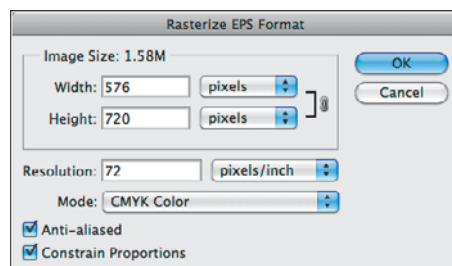 Rasterize EPS Format
Image Size: 1.58M
Width: 576 pixels
Height: 720 pixels
Resolution: 72 pixels/inch
Mode: CMYK Color
Anti-aliased
Constrain Proportions
OK
Cancel